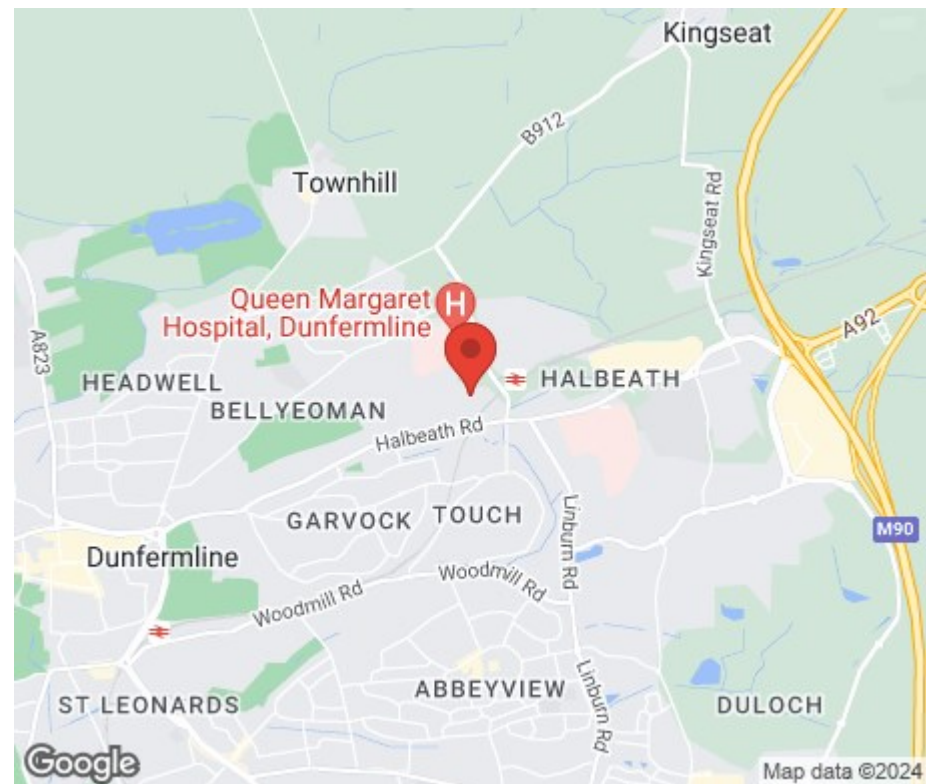 Kingseat
B912
Townhill
Kingseat Rd
Queen Margaret
Hospital, Dunfermline
H
A92
A823
HEADWELL
HALBEATH
BELLYEOMAN
Halbeath Rd
GARVOCK
TOUCH
Linburn Rd
M90
Dunfermline
Woodmill Rd
Woodmill Rd
ABBEYVIEW
Linburn Rd
ST LEONARDS
DULOCH
Google
Map data ©2024